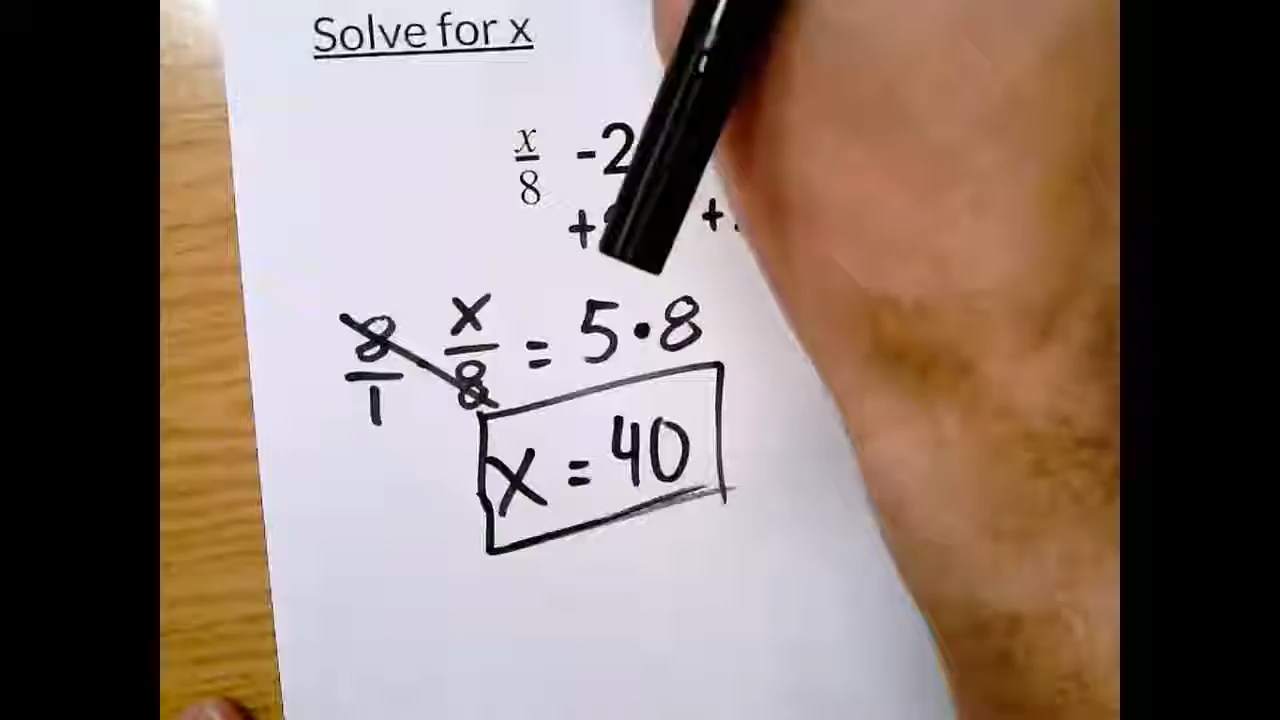 Solve for x
x/8 -2
+ +
8/1 x/8 = 5·8
x = 40